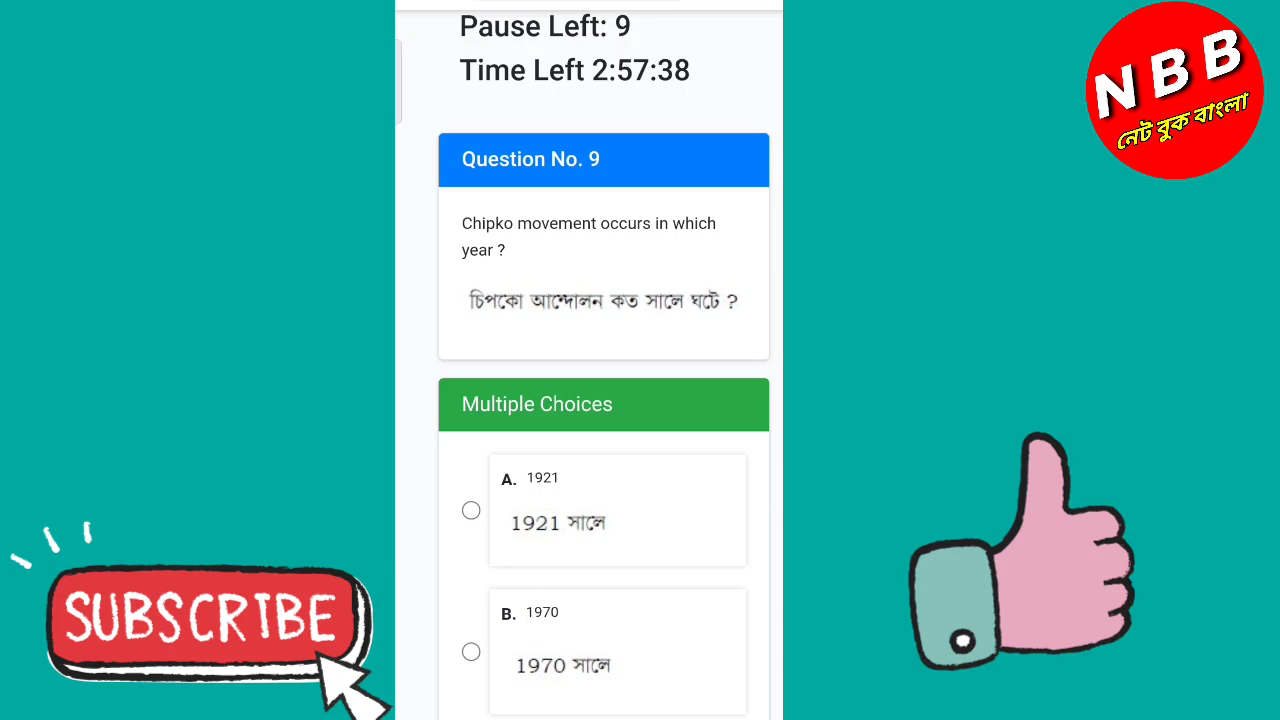 Pause Left: 9
Time Left 2:57:38
NBB
নেট বুক বাংলা
Question No. 9
Chipko movement occurs in which
year ?
চিপকো আন্দোলন কত সালে ঘটে ?
Multiple Choices
A. 1921
1921 সালে
B. 1970
1970 সালে
SUBSCRIBE